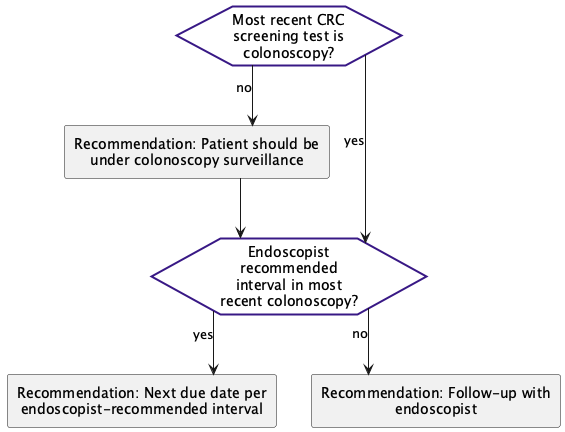 Most recent CRC
screening test is
colonoscopy?
no
yes
Recommendation: Patient should be
under colonoscopy surveillance
Endoscopist
recommended
interval in most
recent colonoscopy?
yes
no
Recommendation: Next due date per
endoscopist-recommended interval
Recommendation: Follow-up with
endoscopist